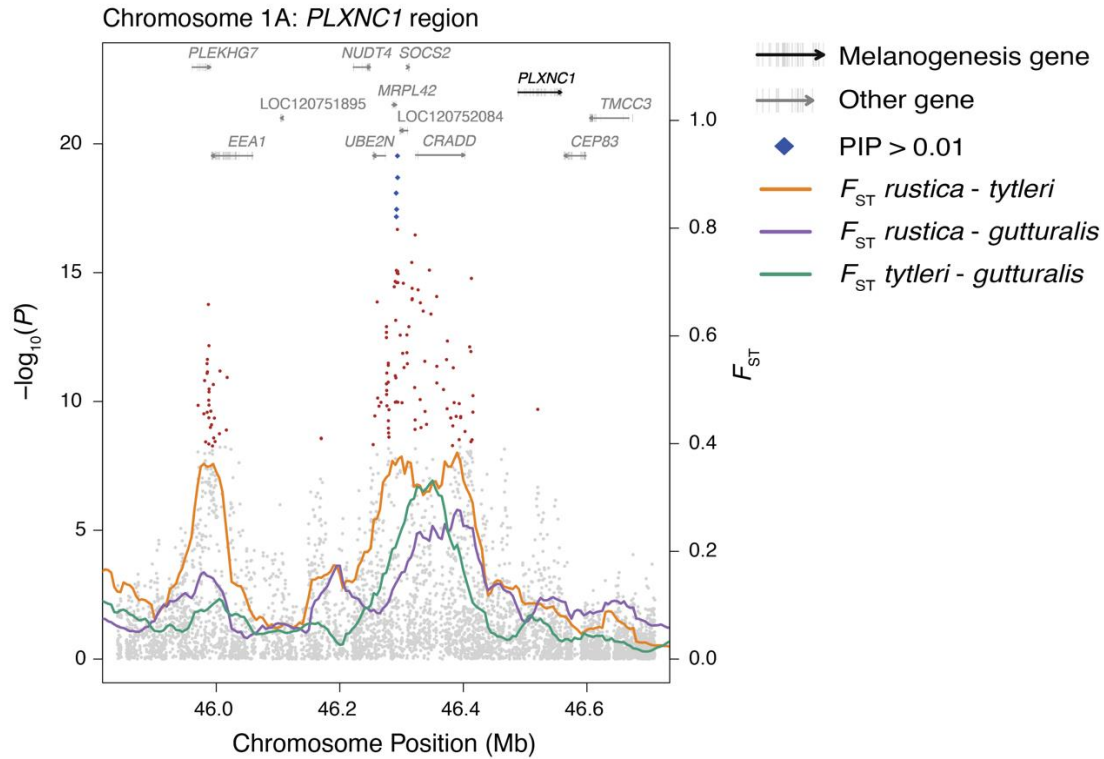 Chromosome 1A: PLXNC1 region
PLEKHG7
NUDT4
SOCS2
PLXNC1
MRPL42
LOC120751895
LOC120752084
TMCC3
EEA1
UBE2N
CRADD
CEP83
20
15
10
5
0
–log10(P)
1.0
0.8
0.6
0.4
0.2
0.0
FST
46.0
46.2
46.4
46.6
Chromosome Position (Mb)
Melanogenesis gene
Other gene
PIP > 0.01
FST rustica - tytleri
FST rustica - gutturalis
FST tytleri - gutturalis